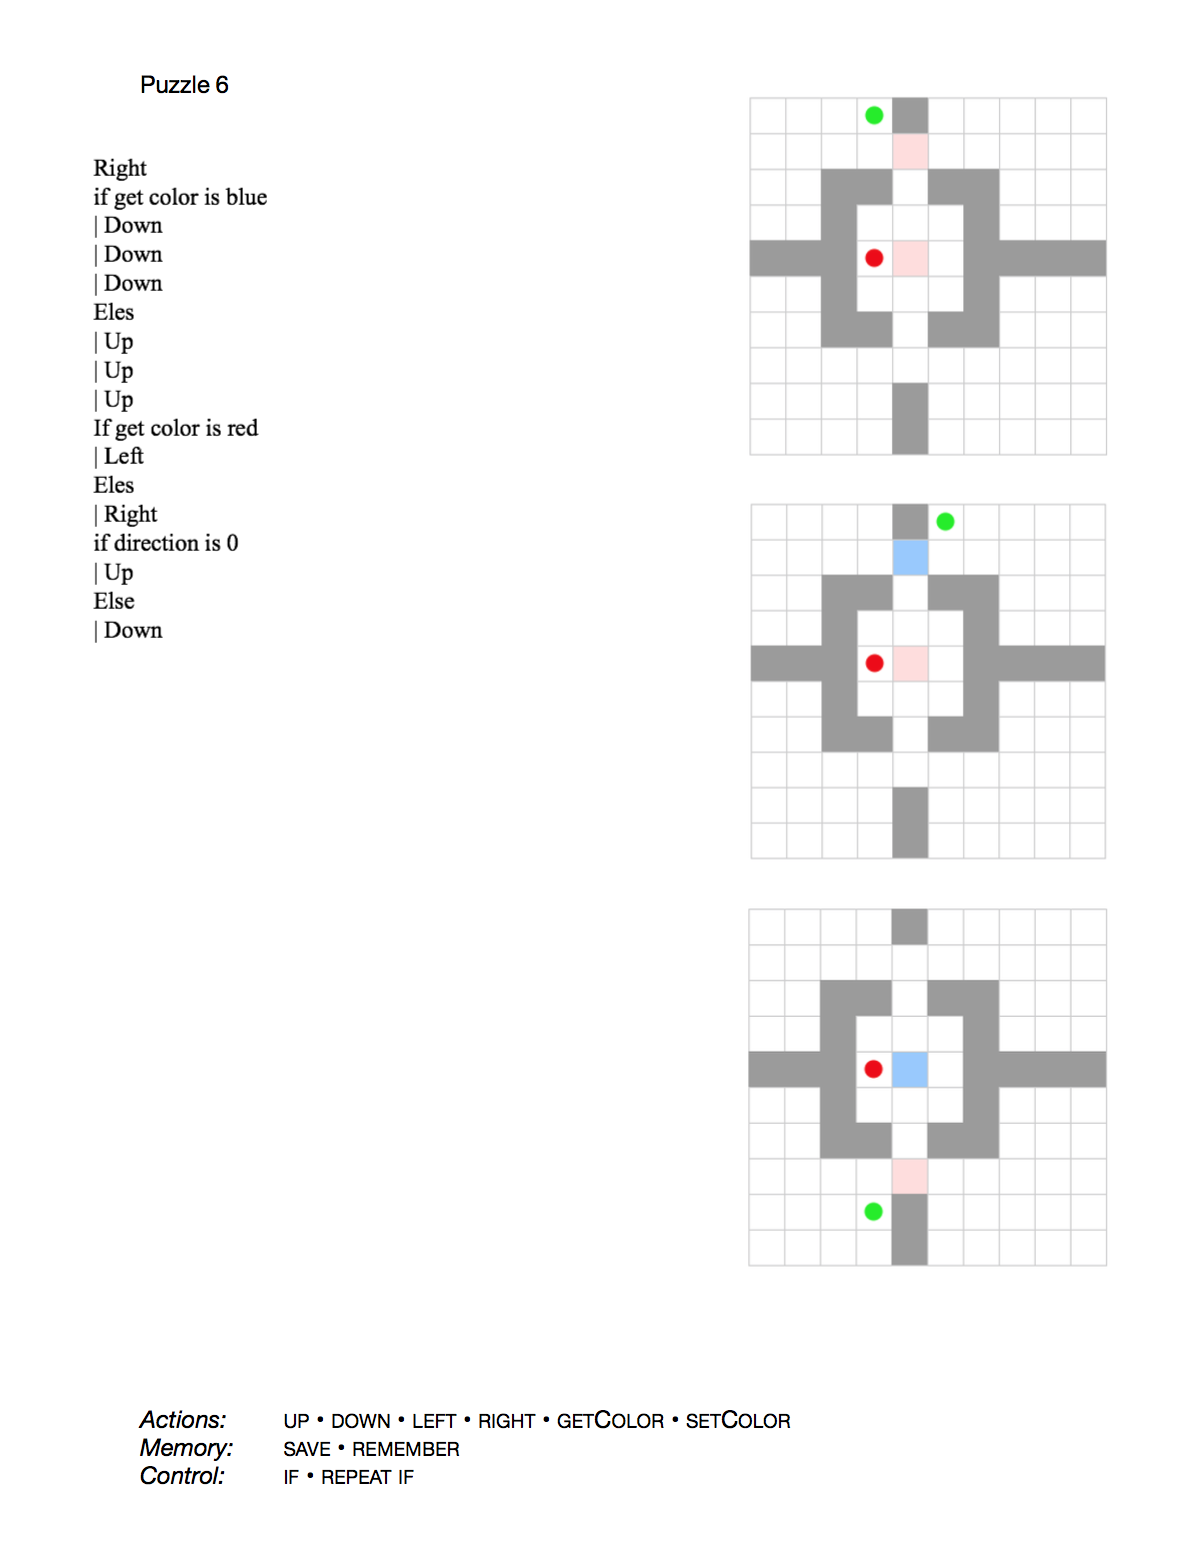 Puzzle 6
Right
if get color is blue
| Down
| Down
| Down
Eles
| Up
| Up
| Up
If get color is red
| Left
Eles
| Right
if direction is 0
| Up
Else
| Down
Actions: UP • DOWN • LEFT • RIGHT • GETCOLOR • SETCOLOR
Memory: SAVE • REMEMBER
Control: IF • REPEAT IF